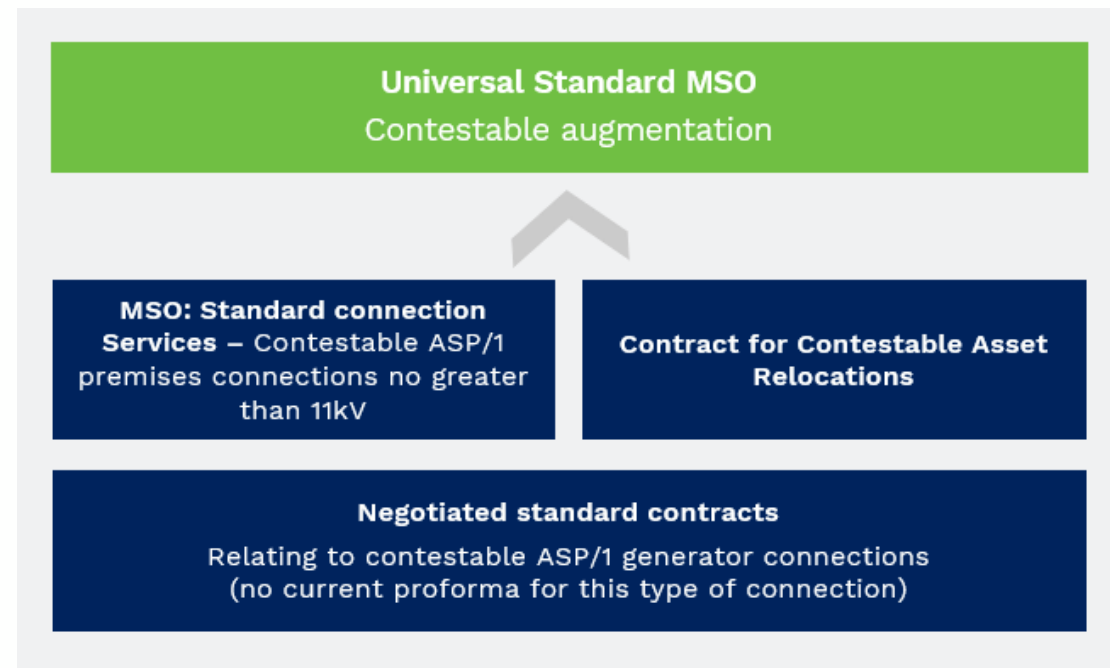 Universal Standard MSO
Contestable augmentation
MSO: Standard connection
Services – Contestable ASP/1
premises connections no greater
than 11kV
Contract for Contestable Asset
Relocations
Negotiated standard contracts
Relating to contestable ASP/1 generator connections
(no current proforma for this type of connection)